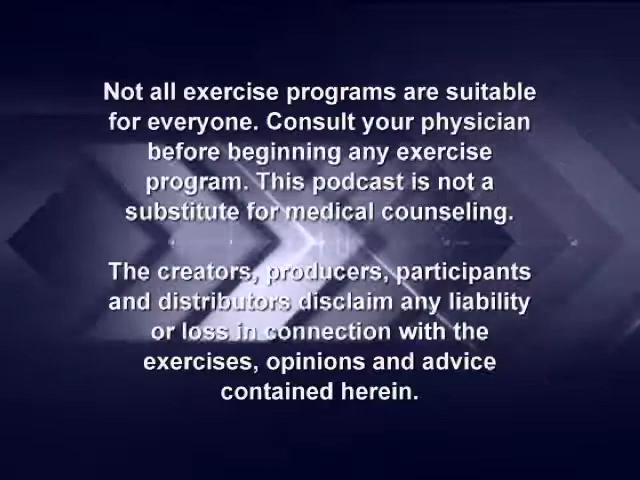 Not all exercise programs are suitable
for everyone. Consult your physician
before beginning any exercise
program. This podcast is not a
substitute for medical counseling.
The creators, producers, participants
and distributors disclaim any liability
or loss in connection with the
exercises, opinions and advice
contained herein.